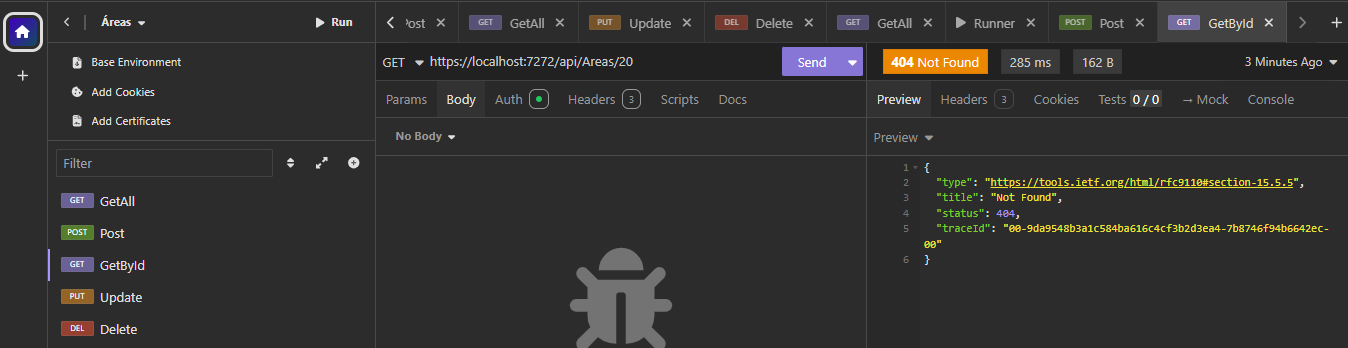 Áreas
Run
Post
GET GetAll
PUT Update
DEL Delete
GET GetAll
Runner
POST Post
GET GetById
Base Environment
Add Cookies
Add Certificates
Filter
GET GetAll
POST Post
GET GetById
PUT Update
DEL Delete
GET https://localhost:7272/api/Areas/20
Send
Params Body Auth Headers 3 Scripts Docs
No Body
404 Not Found 285 ms 162 B 3 Minutes Ago
Preview Headers 3 Cookies Tests 0 / 0 → Mock Console
Preview
1 {
2 "type": "https://tools.ietf.org/html/rfc9110#section-15.5.5",
3 "title": "Not Found",
4 "status": 404,
5 "traceId": "00-9da9548b3a1c584ba616c4cf3b2d3ea4-7b8746f94b6642ec-
00"
6 }